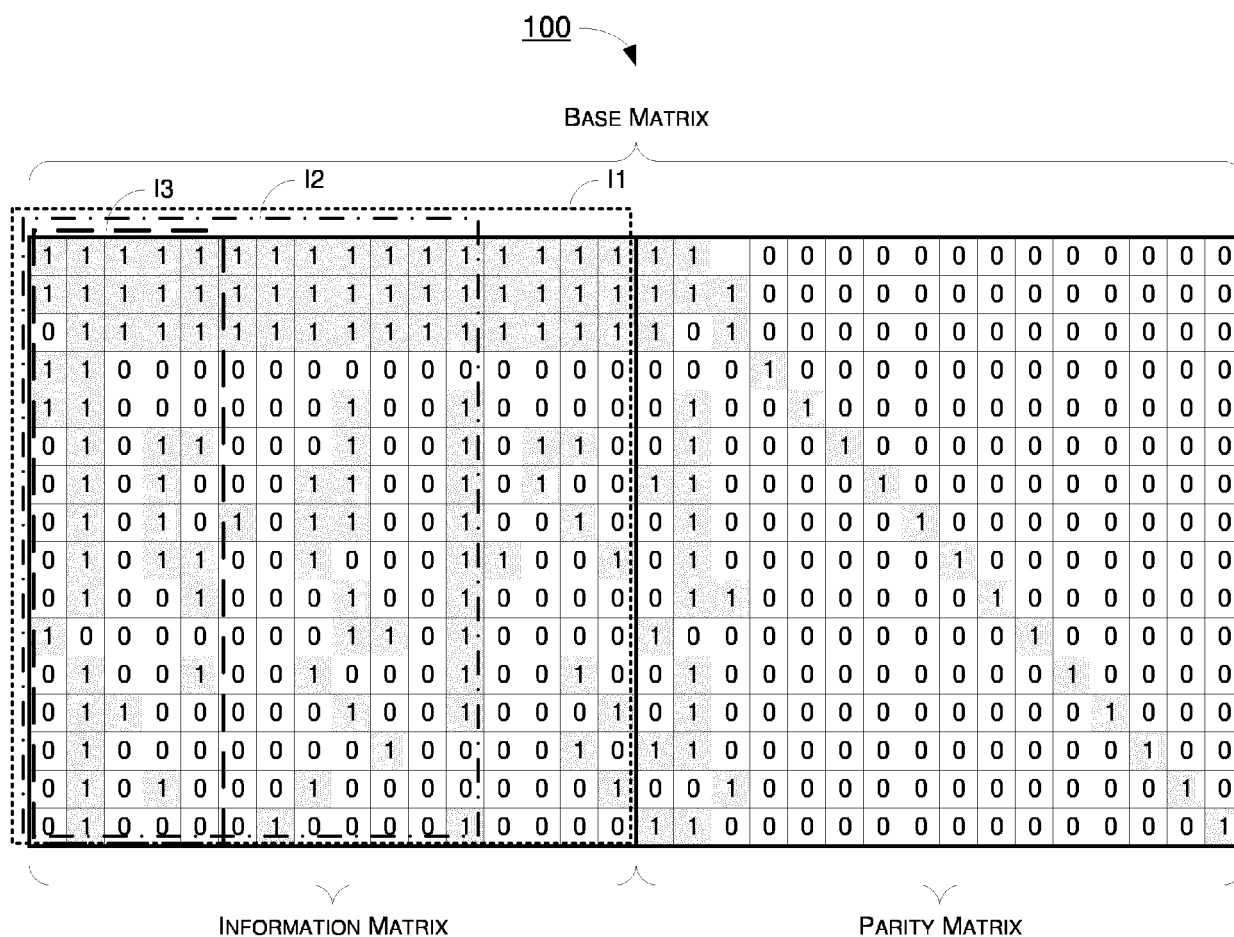 100
BASE MATRIX
I3 I2 I1
1 1 1 1 1 1 1 1 1 1 1 1 1 1 1 1 1 1 0 0 0 0 0 0 0 0 0 0 0 0 0
1 1 1 1 1 1 1 1 1 1 1 1 1 1 1 1 1 1 1 0 0 0 0 0 0 0 0 0 0 0 0 0
0 1 1 1 1 1 1 1 1 1 1 1 1 1 1 1 1 0 1 0 0 0 0 0 0 0 0 0 0 0 0 0
1 1 0 0 0 0 0 0 0 0 0 0 0 0 0 0 0 0 0 1 0 0 0 0 0 0 0 0 0 0 0 0
1 1 0 0 0 0 0 0 1 0 0 1 0 0 0 0 0 1 0 0 1 0 0 0 0 0 0 0 0 0 0 0
0 1 0 1 1 0 0 0 1 0 0 1 0 1 1 0 0 1 0 0 0 1 0 0 0 0 0 0 0 0 0 0
0 1 0 1 0 0 0 1 1 0 0 1 0 1 0 0 1 1 0 0 0 0 1 0 0 0 0 0 0 0 0 0
0 1 0 1 0 1 0 1 1 0 0 1 0 0 1 0 0 1 0 0 0 0 0 1 0 0 0 0 0 0 0 0
0 1 0 1 1 0 0 1 0 0 0 1 1 0 0 1 0 1 0 0 0 0 0 0 1 0 0 0 0 0 0 0
0 1 0 0 1 0 0 0 1 0 0 1 0 0 0 0 0 1 1 0 0 0 0 0 0 1 0 0 0 0 0 0
1 0 0 0 0 0 0 0 1 1 0 1 0 0 0 0 1 0 0 0 0 0 0 0 0 0 1 0 0 0 0 0
0 1 0 0 1 0 0 1 0 0 0 1 0 0 1 0 0 1 0 0 0 0 0 0 0 0 0 1 0 0 0 0
0 1 1 0 0 0 0 0 1 0 0 1 0 0 0 1 0 1 0 0 0 0 0 0 0 0 0 0 1 0 0 0
0 1 0 0 0 0 0 0 0 1 0 0 0 0 1 0 1 1 0 0 0 0 0 0 0 0 0 0 0 1 0 0
0 1 0 1 0 0 0 1 0 0 0 0 0 0 0 1 0 0 1 0 0 0 0 0 0 0 0 0 0 0 1 0
0 1 0 0 0 0 1 0 0 0 0 1 0 0 0 0 1 1 0 0 0 0 0 0 0 0 0 0 0 0 0 1
INFORMATION MATRIX PARITY MATRIX